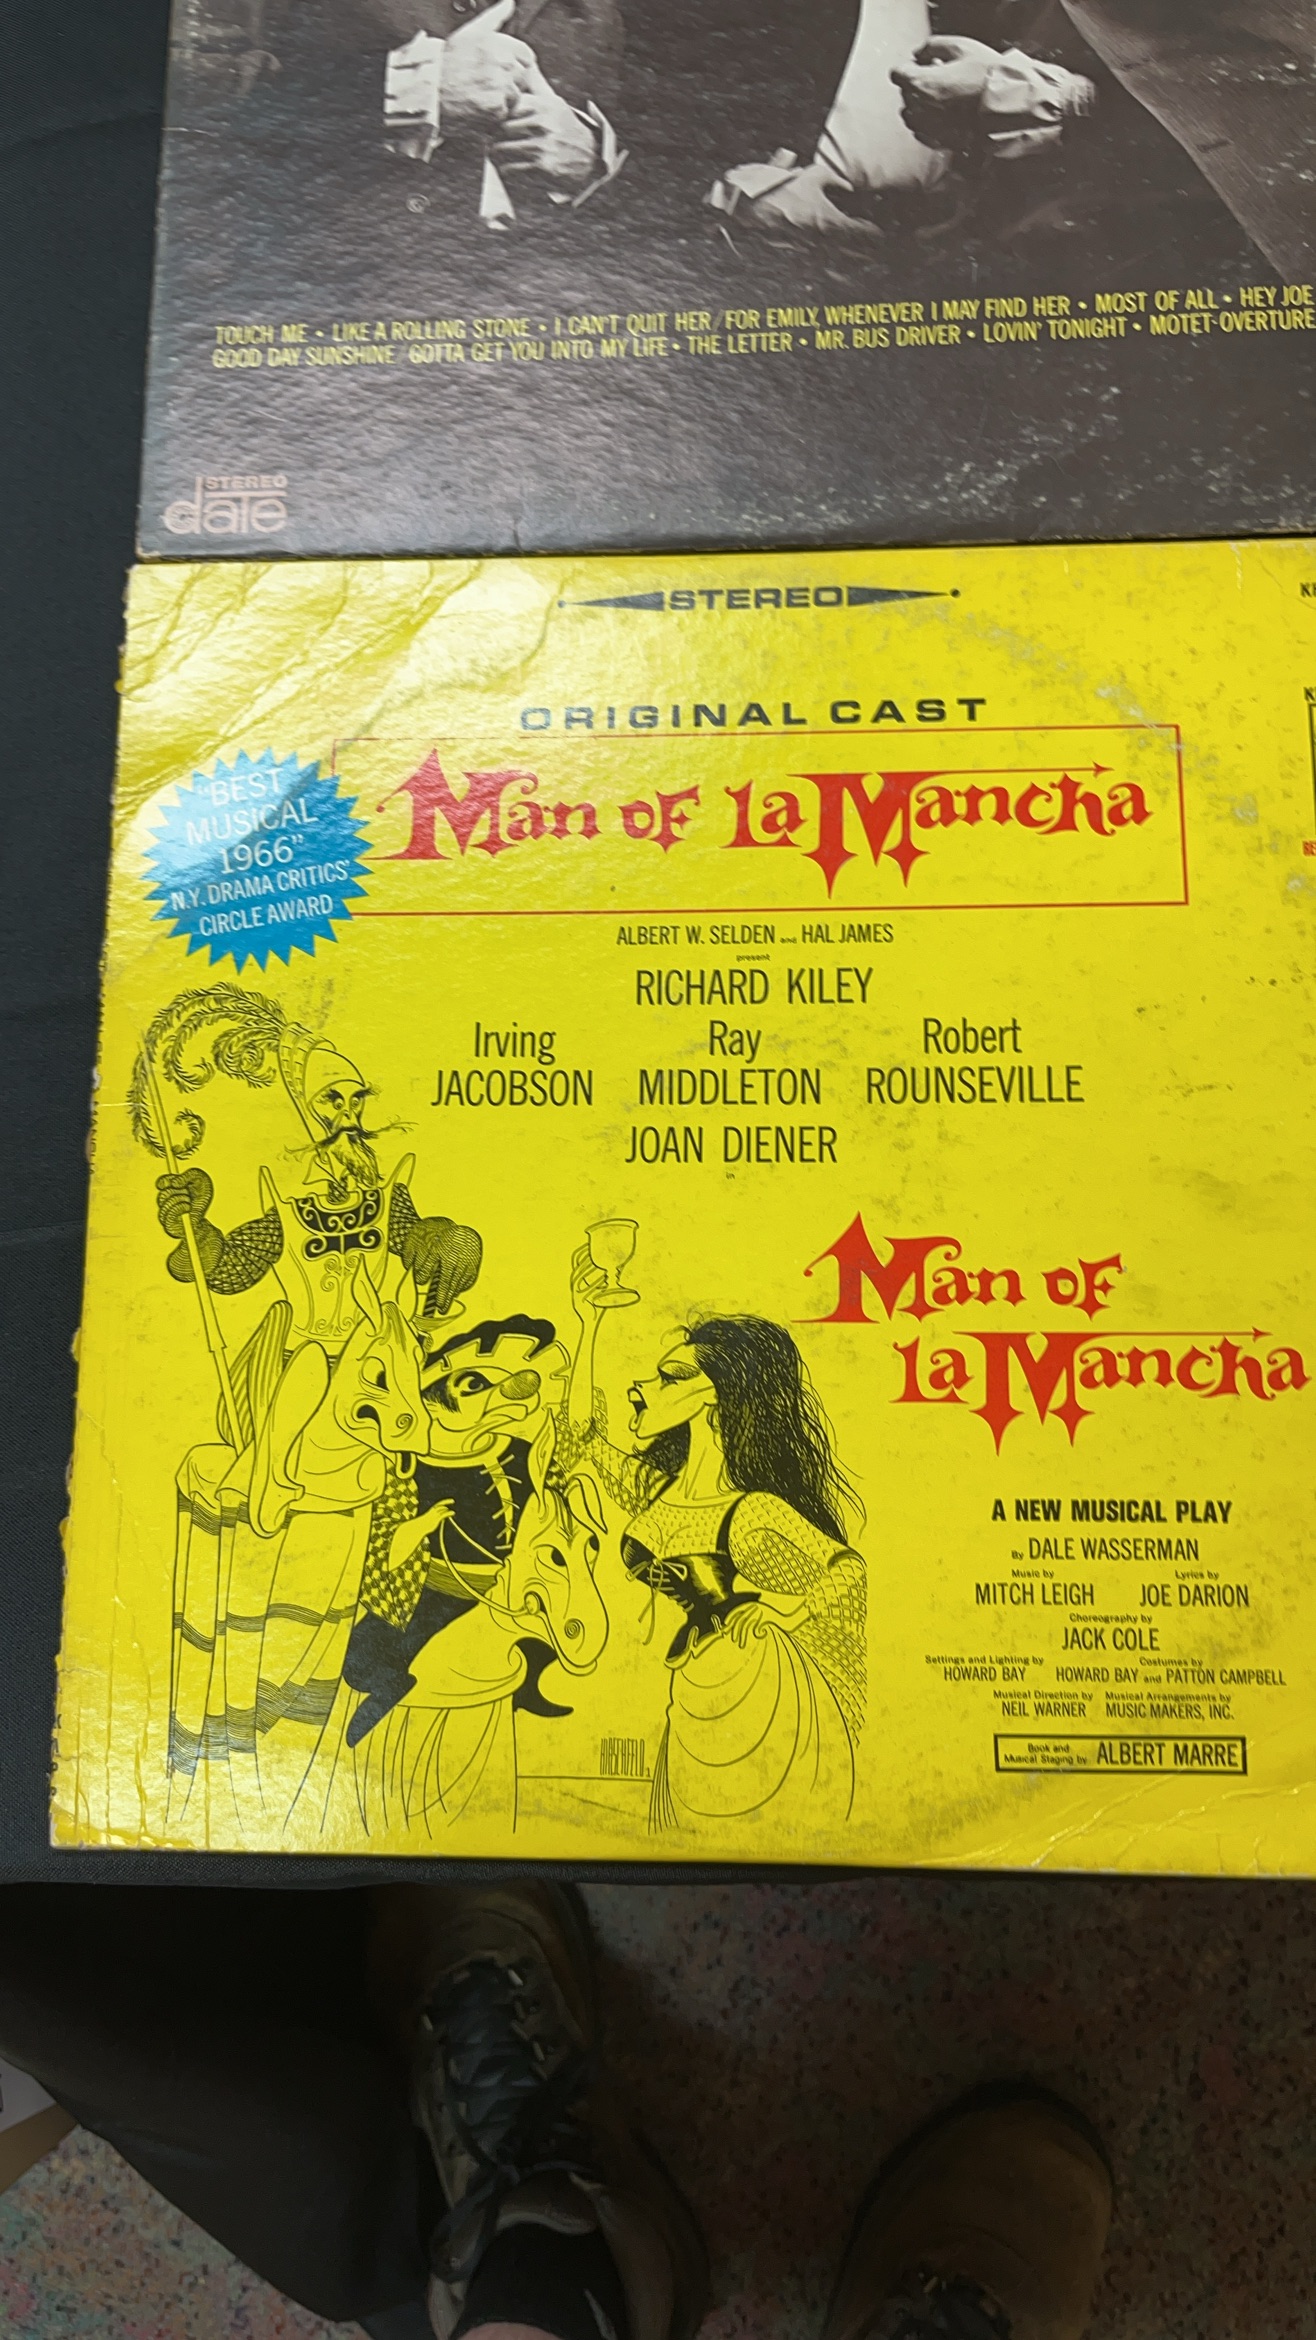 ©
TOUCH ME • LIKE A ROLLING STONE • I CAN'T QUIT HER/FOR EMILY, WHENEVER I MAY FIND HER • MOST OF ALL • HEY JOE
GOOD DAY SUNSHINE/GOTTA GET YOU INTO MY LIFE • THE LETTER • MR. BUS DRIVER • LOVIN' TONIGHT • MOTET-OVERTURE
STEREO
date
STEREO
ORIGINAL CAST
Man of La Mancha
"BEST
MUSICAL
1966"
N.Y. DRAMA CRITICS'
CIRCLE AWARD
ALBERT W. SELDEN and HAL JAMES
present
RICHARD KILEY
Irving Ray Robert
JACOBSON MIDDLETON ROUNSEVILLE
JOAN DIENER
in
Man of
La Mancha
A NEW MUSICAL PLAY
By DALE WASSERMAN
Music by Lyrics by
MITCH LEIGH JOE DARION
Choreography by
JACK COLE
Settings and Lighting by Costumes by
HOWARD BAY HOWARD BAY and PATTON CAMPBELL
Musical Direction by Musical Arrangements by
NEIL WARNER MUSIC MAKERS, INC.
Book and
Musical Staging by ALBERT MARRE
HIRSCHFELD